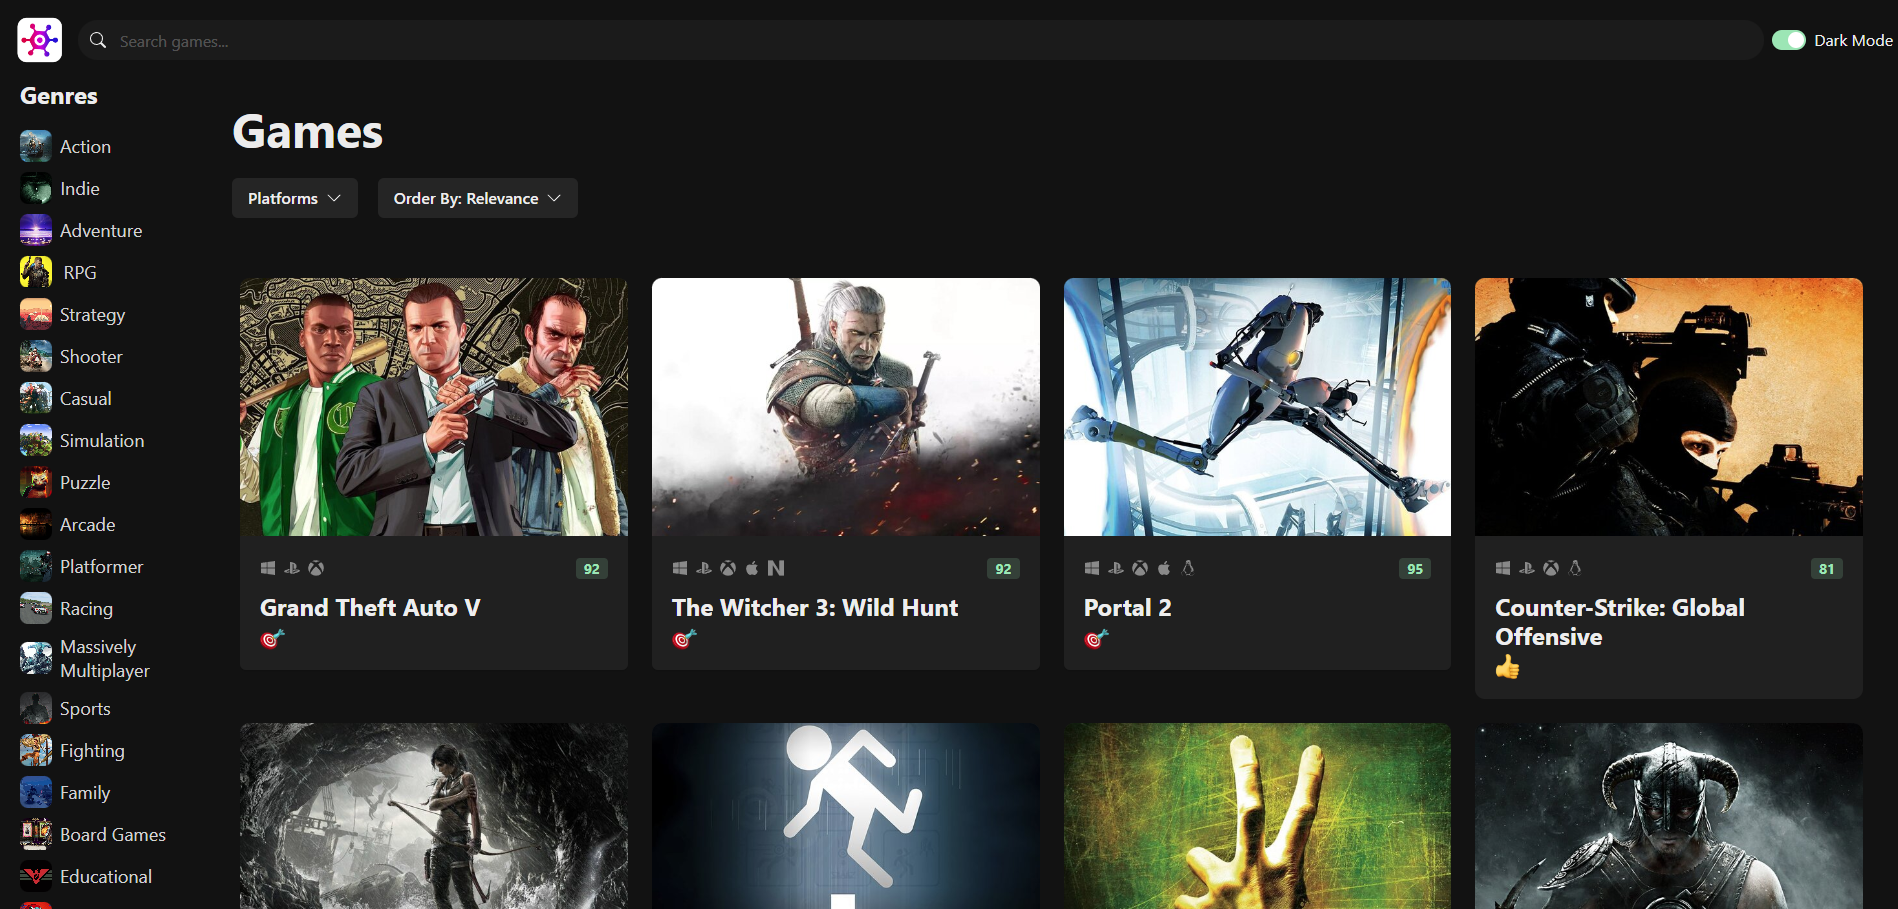 Search games...
Dark Mode
Genres
Action
Indie
Adventure
RPG
Strategy
Shooter
Casual
Simulation
Puzzle
Arcade
Platformer
Racing
Massively
Multiplayer
Sports
Fighting
Family
Board Games
Educational
Games
Platforms
Order By: Relevance
92
Grand Theft Auto V
92
The Witcher 3: Wild Hunt
95
Portal 2
81
Counter-Strike: Global
Offensive